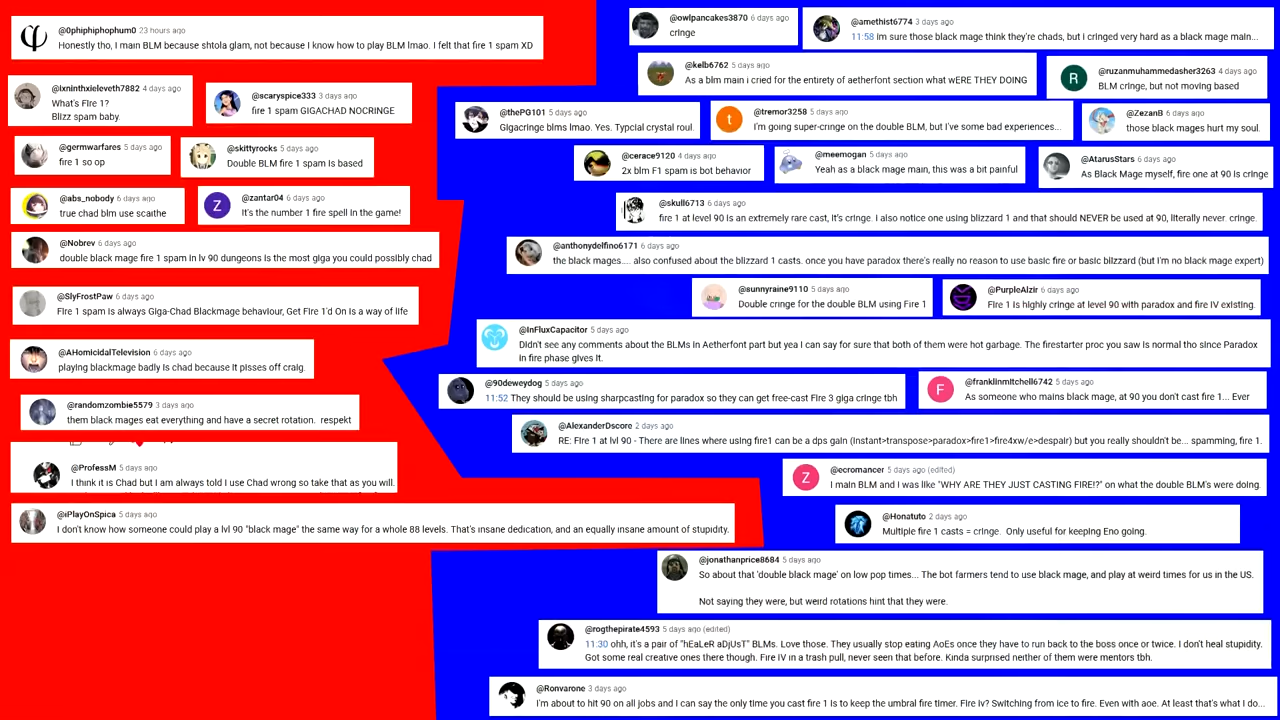 @0phiphiphophum0 23 hours ago
Honestly tho, I main BLM because shtola glam, not because I know how to play BLM lmao. I felt that fire 1 spam XD
@ixninthxieleveth7882 4 days ago
What's Fire 1?
Blizz spam baby.
@scaryspice333 3 days ago
fire 1 spam GIGACHAD NOCRINGE
@germwarfares 5 days ago
fire 1 so op
@skittyrocks 5 days ago
Double BLM fire 1 spam is based
@abs_nobody 6 days ago
true chad blm use scathe
Z
@zantar04 6 days ago
It's the number 1 fire spell in the game!
@Nobrev 6 days ago
double black mage fire 1 spam in lv 90 dungeons is the most giga you could possibly chad
@SlyFrostPaw 6 days ago
Fire 1 spam is always Giga-Chad Blackmage behaviour, Get Fire 1'd On is a way of life
@AHomicidalTelevision 6 days ago
playing blackmage badly is chad because it pisses off craig.
@randomzombie5579 3 days ago
them black mages eat everything and have a secret rotation. respekt
@ProfessM 5 days ago
I think it is Chad but I am always told I use Chad wrong so take that as you will.
@iPlayOnSpica 5 days ago
I don't know how someone could play a lvl 90 "black mage" the same way for a whole 88 levels. That's insane dedication, and an equally insane amount of stupidity.
@owlpancakes3870 6 days ago
cringe
@amethist6774 3 days ago
11:58 im sure those black mage think they're chads, but i cringed very hard as a black mage main...
@kelb6762 5 days ago
As a blm main i cried for the entirety of aetherfont section what wERE THEY DOING
R
@ruzanmuhammedasher3263 4 days ago
BLM cringe, but not moving based
@thePG101 5 days ago
Gigacringe blms lmao. Yes. Typcial crystal roul.
t
@tremor3258 5 days ago
I'm going super-cringe on the double BLM, but I've some bad experiences...
@ZezanB 6 days ago
those black mages hurt my soul.
@cerace9120 4 days ago
2x blm F1 spam is bot behavior
@meemogan 5 days ago
Yeah as a black mage main, this was a bit painful
@AtarusStars 6 days ago
As Black Mage myself, fire one at 90 is cringe
@skull6713 6 days ago
fire 1 at level 90 is an extremely rare cast, it's cringe. I also notice one using blizzard 1 and that should NEVER be used at 90, literally never. cringe.
@anthonydelfino6171 6 days ago
the black mages.... also confused about the blizzard 1 casts. once you have paradox there's really no reason to use basic fire or basic blizzard (but I'm no black mage expert)
@sunnyraine9110 5 days ago
Double cringe for the double BLM using Fire 1
@PurpleAlzir 6 days ago
Fire 1 is highly cringe at level 90 with paradox and fire IV existing.
@InFluxCapacitor 5 days ago
Didn't see any comments about the BLMs in Aetherfont part but yea I can say for sure that both of them were hot garbage. The firestarter proc you saw is normal tho since Paradox
in fire phase gives it.
@90deweydog 5 days ago
11:52 They should be using sharpcasting for paradox so they can get free-cast Fire 3 giga cringe tbh
F
@franklinmitchell6742 5 days ago
As someone who mains black mage, at 90 you don't cast fire 1... Ever
@AlexanderDscore 2 days ago
RE: Fire 1 at lvl 90 - There are lines where using fire1 can be a dps gain (instant>transpose>paradox>fire1>fire4xw/e>despair) but you really shouldn't be... spamming, fire 1.
Z
@ecromancer 5 days ago (edited)
I main BLM and I was like "WHY ARE THEY JUST CASTING FIRE!?" on what the double BLM's were doing.
@Honatuto 2 days ago
Multiple fire 1 casts = cringe. Only useful for keeping Eno going.
@jonathanprice8684 5 days ago
So about that 'double black mage' on low pop times... The bot farmers tend to use black mage, and play at weird times for us in the US.
Not saying they were, but weird rotations hint that they were.
@rogthepirate4593 5 days ago (edited)
11:30 ohh, it's a pair of "hEaLeR aDjUsT" BLMs. Love those. They usually stop eating AoEs once they have to run back to the boss once or twice. I don't heal stupidity.
Got some real creative ones there though. Fire IV in a trash pull, never seen that before. Kinda surprised neither of them were mentors tbh.
@Ronvarone 3 days ago
I'm about to hit 90 on all jobs and I can say the only time you cast fire 1 is to keep the umbral fire timer. Fire iv? Switching from ice to fire. Even with aoe. At least that's what I do...